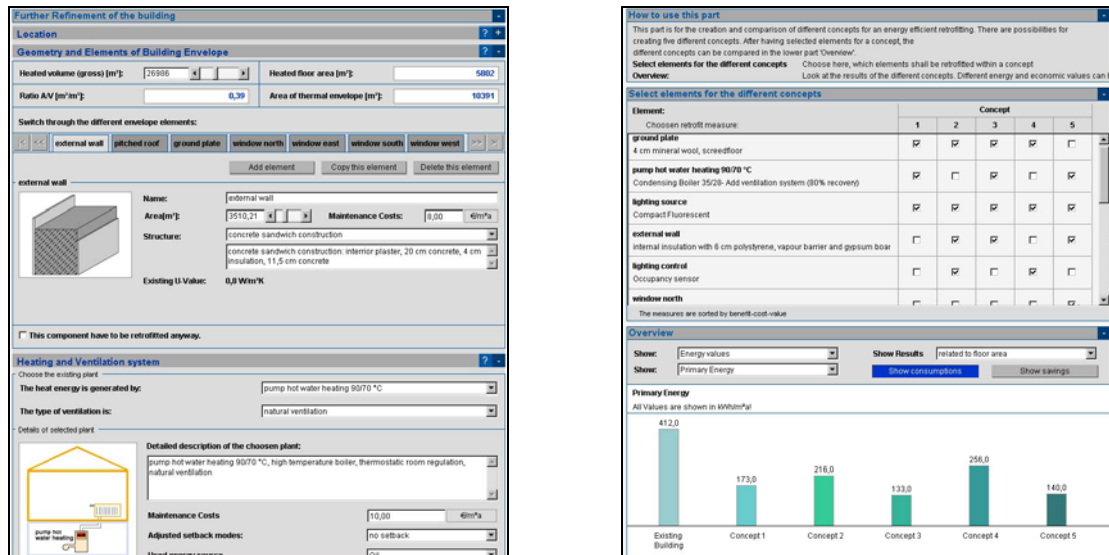 Further Refinement of the building
Location
Geometry and Elements of Building Envelope
Heated volume (gross) [m³]: 26986 Heated floor area [m²]: 5802
Ratio A/V [m²/m³]: 0,39 Area of thermal envelope [m²]: 10391
Switch through the different envelope elements:
|< << external wall pitched roof ground plate window north window east window south window west >> >|
Add element Copy this element Delete this element
external wall
Name: external wall
Area[m²]: 3510,21 Maintenance Costs: 8,00 €/m²a
Structure: concrete sandwich construction
concrete sandwich construction: interior plaster, 20 cm concrete, 4 cm
insulation, 11,5 cm concrete
Existing U-Value: 0,8 W/m²K
This component have to be retrofitted anyway.
Heating and Ventilation system
Choose the existing plant
The heat energy is generated by: pump hot water heating 90/70 °C
The type of ventilation is: natural ventilation
Details of selected plant
Detailed description of the choosen plant:
pump hot water heating 90/70 °C, high temperature boiler, thermostatic room regulation,
natural ventilation
pump hot
water heating
Maintenance Costs 10,00 €/m²a
Adjusted setback modes: no setback
How to use this part
This part is for the creation and comparison of different concepts for an energy efficient retrofitting. There are possibilities for
creating five different concepts. After having selected elements for a concept, the
different concepts can be compared in the lower part 'Overview'.
Select elements for the different concepts Choose here, which elements shall be retrofitted within a concept
Overview: Look at the results of the different concepts. Different energy and economic values can
Select elements for the different concepts
Element: Concept
Choosen retrofit measure: 1 2 3 4 5
ground plate
4 cm mineral wool, screedfloor
pump hot water heating 90/70 °C
Condensing Boiler 35/28- Add ventilation system (80% recovery)
lighting source
Compact Fluorescent
external wall
internal insulation with 6 cm polystyrene, vapour barrier and gypsum boar
lighting control
Occupancy sensor
window north
The measures are sorted by benefit-cost-value
Overview
Show: Energy values Show Results related to floor area
Show: Primary Energy Show consumptions Show savings
Primary Energy
All Values are shown in kWh/m²a!
412,0
173,0
216,0
133,0
256,0
140,0
Existing
Building
Concept 1 Concept 2 Concept 3 Concept 4 Concept 5